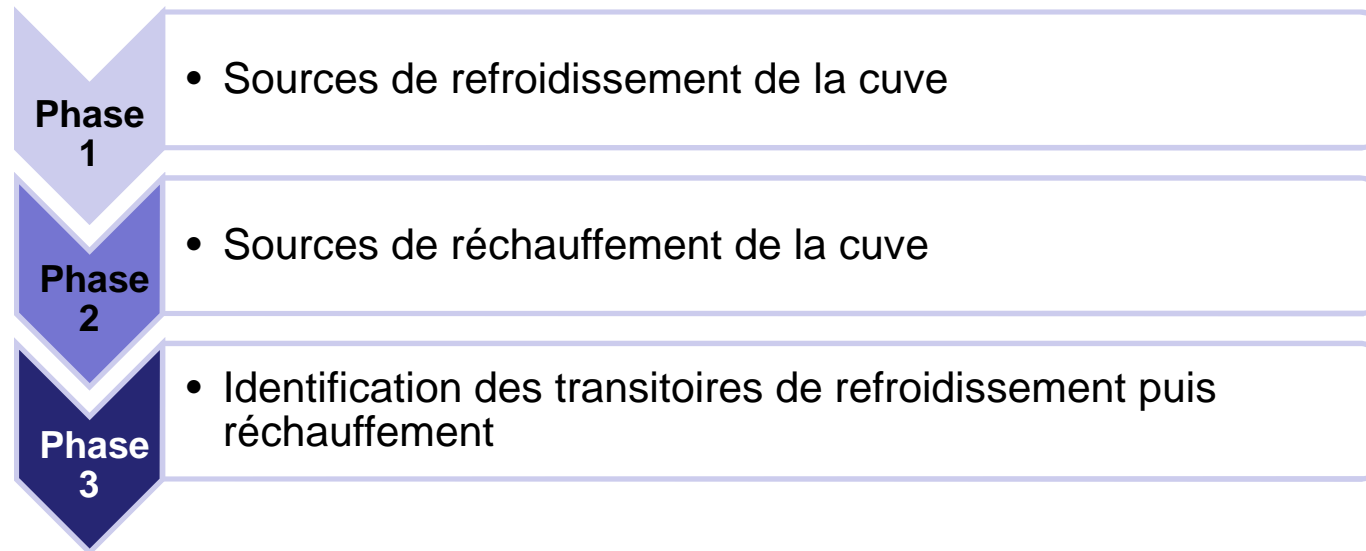 Phase
1
• Sources de refroidissement de la cuve
Phase
2
• Sources de réchauffement de la cuve
Phase
3
• Identification des transitoires de refroidissement puis
réchauffement